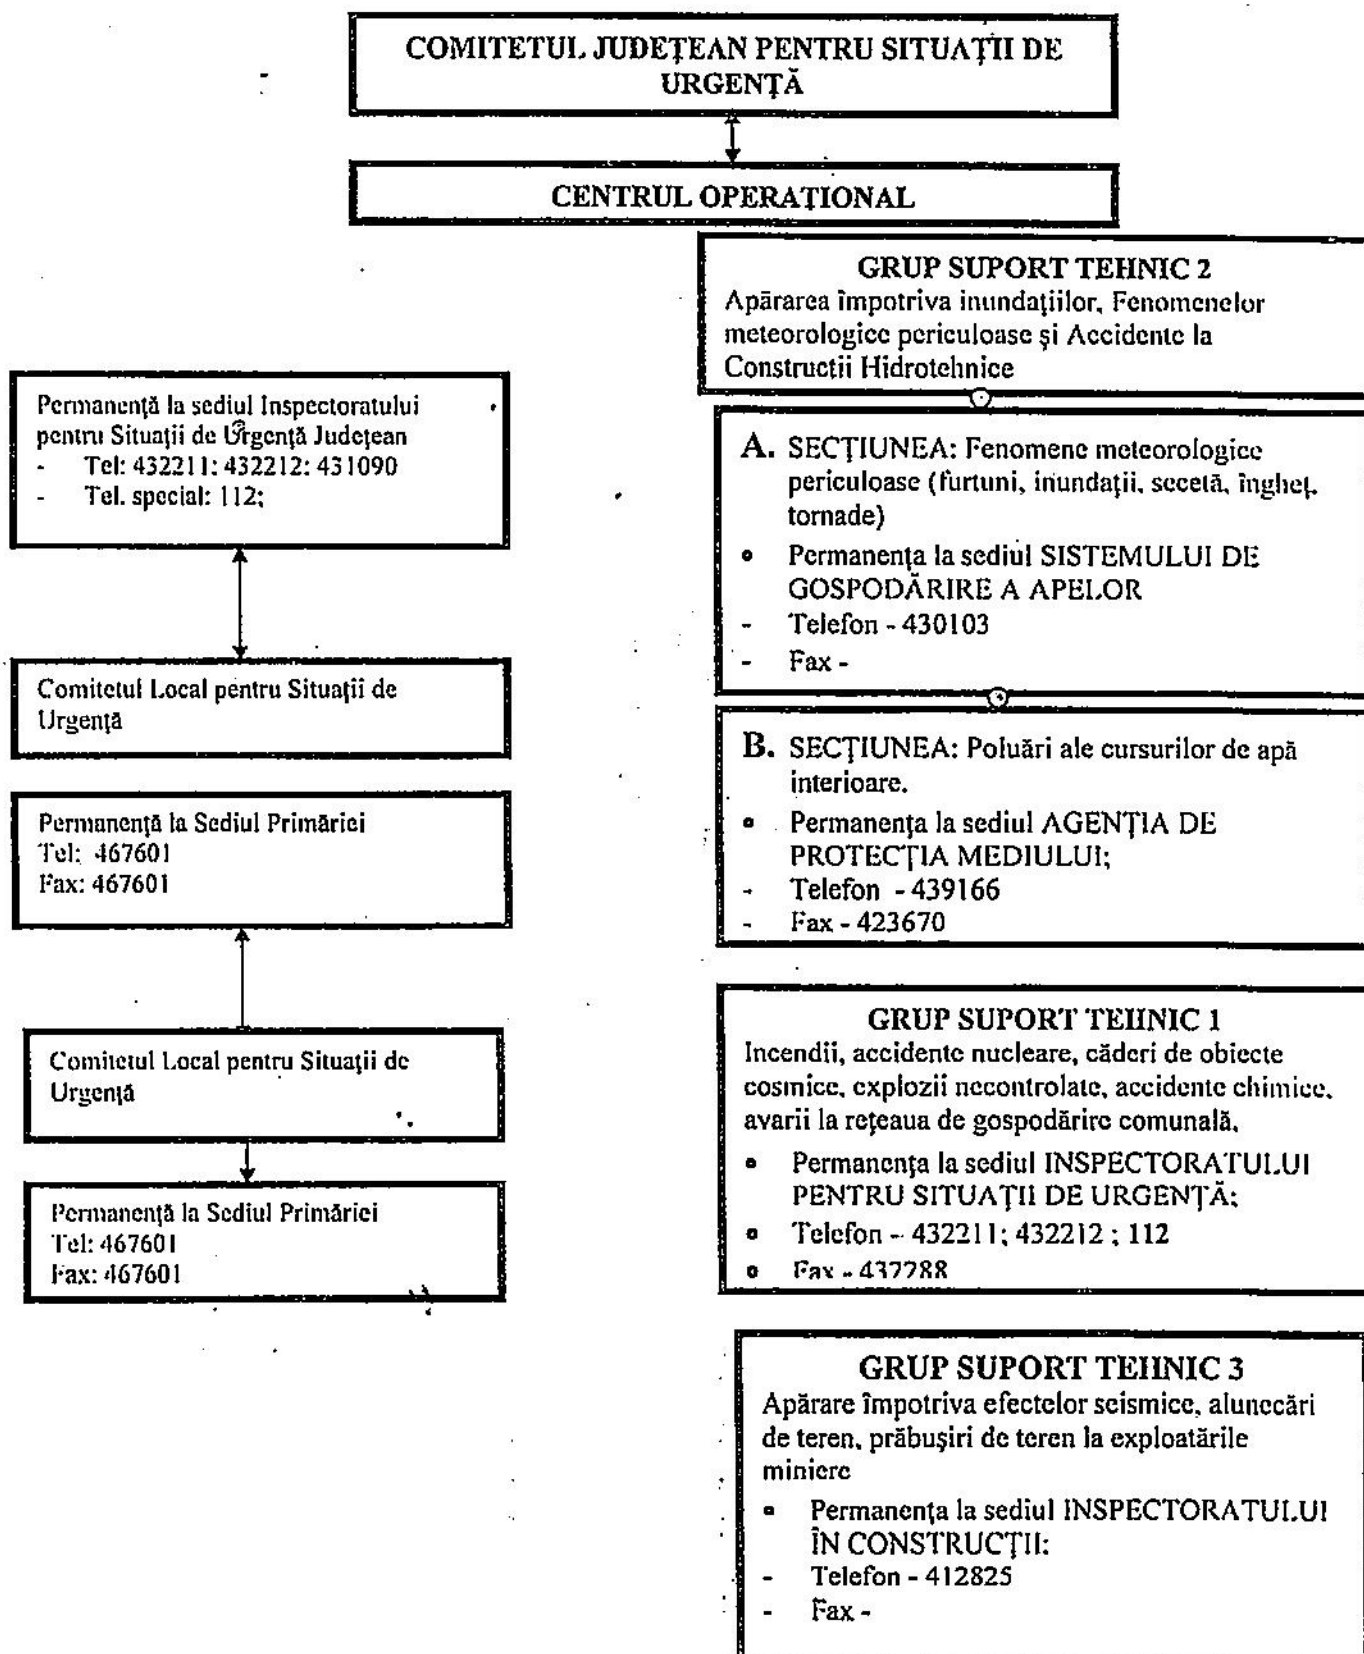 COMITETUL JUDEȚEAN PENTRU SITUAȚII DE
URGENȚĂ
CENTRUL OPERAȚIONAL
GRUP SUPORT TEHNIC 2
Apărarea împotriva inundațiilor, Fenomenelor
meteorologice periculoase și Accidente la
Constructii Hidrotehnice
Permanență la sediul Inspectoratului
pentru Situații de Urgență Județean
- Tel: 432211; 432212; 431090
- Tel. special: 112;
A. SECȚIUNEA: Fenomene meteorologice
periculoase (furtuni, inundații, secetă, îngheț,
tornade)
• Permanența la sediul SISTEMULUI DE
GOSPODĂRIRE A APELOR
- Telefon - 430103
- Fax -
Comitetul Local pentru Situații de
Urgență
B. SECȚIUNEA: Poluări ale cursurilor de apă
interioare.
• Permanența la sediul AGENȚIA DE
PROTECȚIA MEDIULUI;
- Telefon - 439166
- Fax - 423670
Permanență la Sediul Primăriei
Tel: 467601
Fax: 467601
GRUP SUPORT TEHNIC 1
Incendii, accidente nucleare, căderi de obiecte
cosmice, explozii necontrolate, accidente chimice,
avarii la rețeaua de gospodărire comunală,
• Permanența la sediul INSPECTORATULUI
PENTRU SITUAȚII DE URGENȚĂ;
• Telefon - 432211; 432212 ; 112
• Fax - 437288
Comitetul Local pentru Situații de
Urgență
Permanență la Sediul Primăriei
Tel: 467601
Fax: 467601
GRUP SUPORT TEHNIC 3
Apărare împotriva efectelor seismice, alunecări
de teren, prăbușiri de teren la exploatările
miniere
• Permanența la sediul INSPECTORATULUI
ÎN CONSTRUCȚII;
- Telefon - 412825
- Fax -